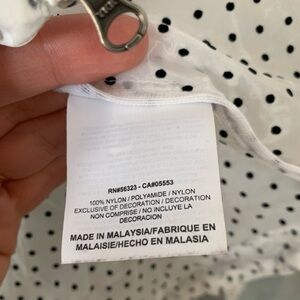 RN#56323 - CA#05553
100% NYLON / POLYAMIDE / NYLON
EXCLUSIVE OF DECORATION / DECORATION
NON COMPRISE / NO INCLUYE LA
DECORACION
MADE IN MALAYSIA/FABRIQUE EN
MALAISIE/HECHO EN MALASIA